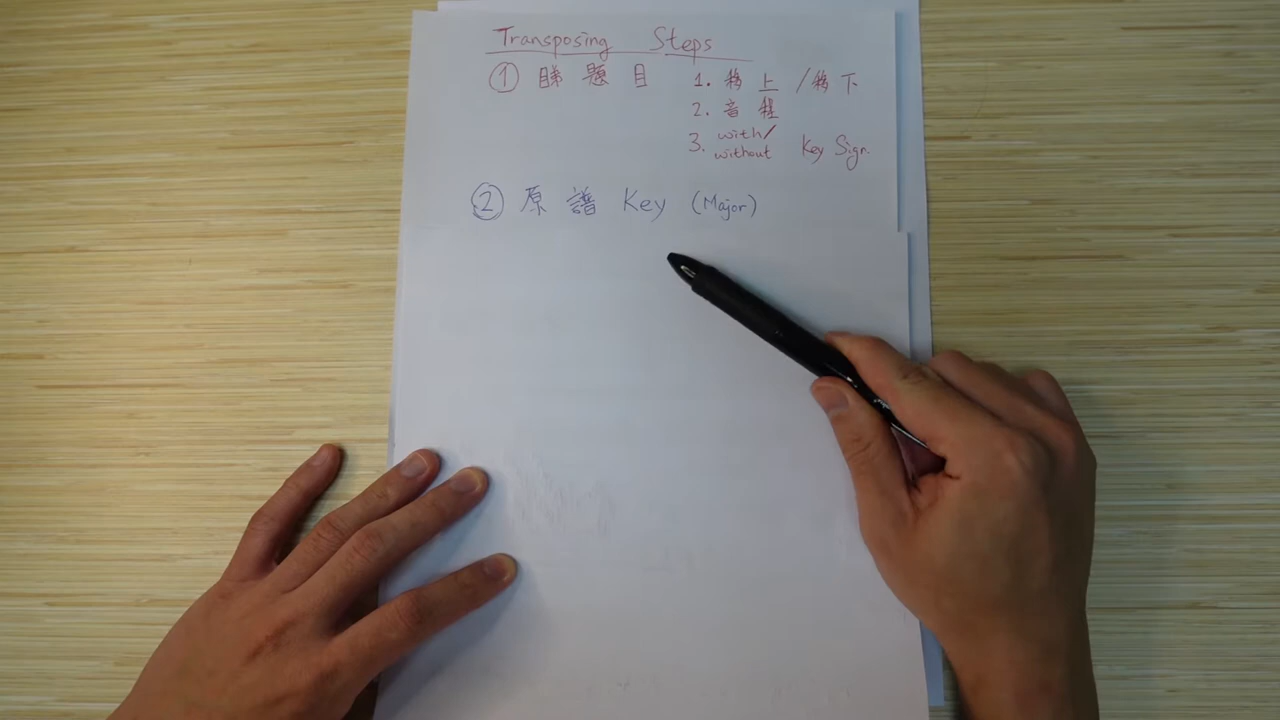 Transposing Steps
① 睇題目 1. 移上/移下
2. 音程
3. with/without Key Sign.
② 原譜 Key (Major)